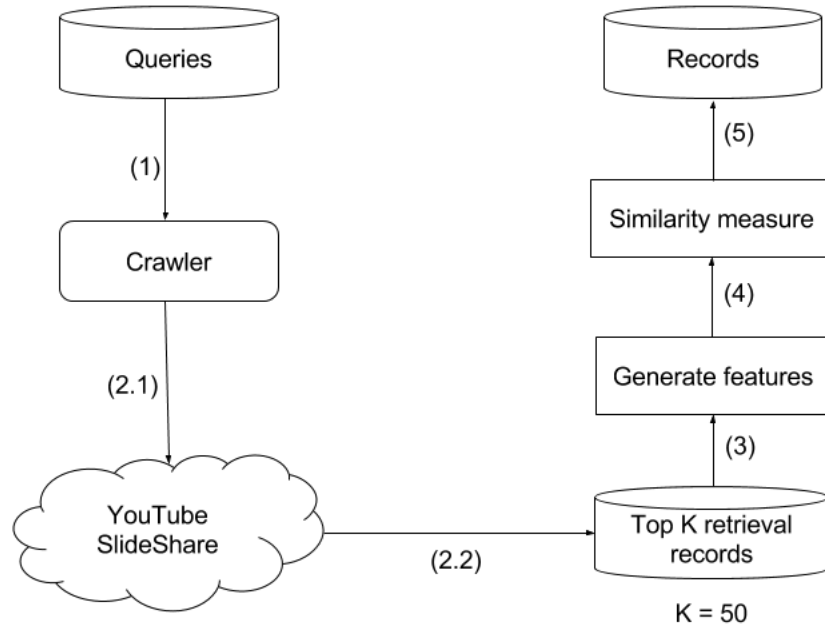 Queries
(1)
Crawler
(2.1)
YouTube
SlideShare
(2.2)
Records
(5)
Similarity measure
(4)
Generate features
(3)
Top K retrieval
records
K = 50